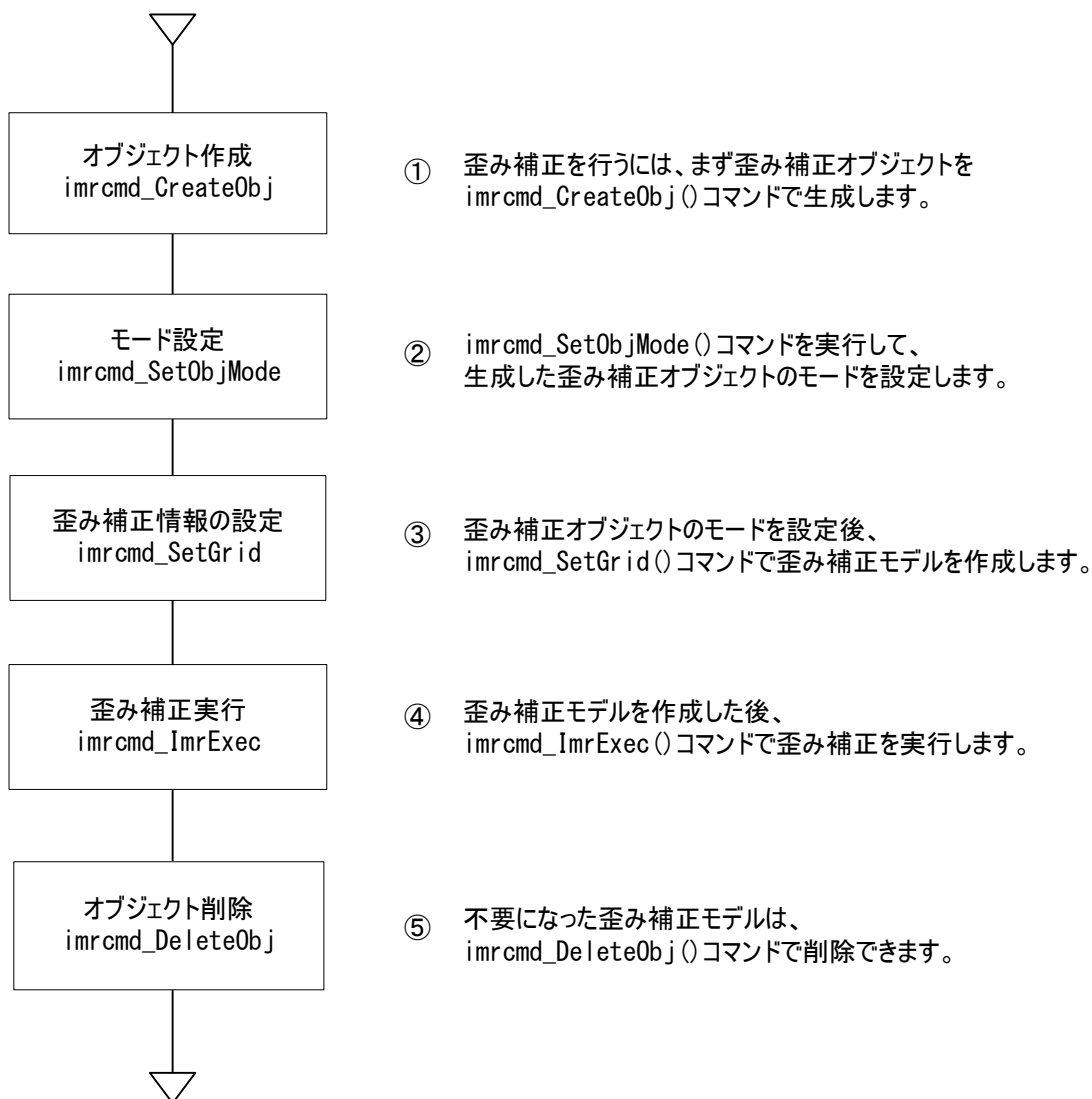 オブジェクト作成
imrcmd_CreateObj
① 歪み補正を行うには、まず歪み補正オブジェクトを
imrcmd_CreateObj()コマンドで生成します。
モード設定
imrcmd_SetObjMode
② imrcmd_SetObjMode()コマンドを実行して、
生成した歪み補正オブジェクトのモードを設定します。
歪み補正情報の設定
imrcmd_SetGrid
③ 歪み補正オブジェクトのモードを設定後、
imrcmd_SetGrid()コマンドで歪み補正モデルを作成します。
歪み補正実行
imrcmd_ImrExec
④ 歪み補正モデルを作成した後、
imrcmd_ImrExec()コマンドで歪み補正を実行します。
オブジェクト削除
imrcmd_DeleteObj
⑤ 不要になった歪み補正モデルは、
imrcmd_DeleteObj()コマンドで削除できます。